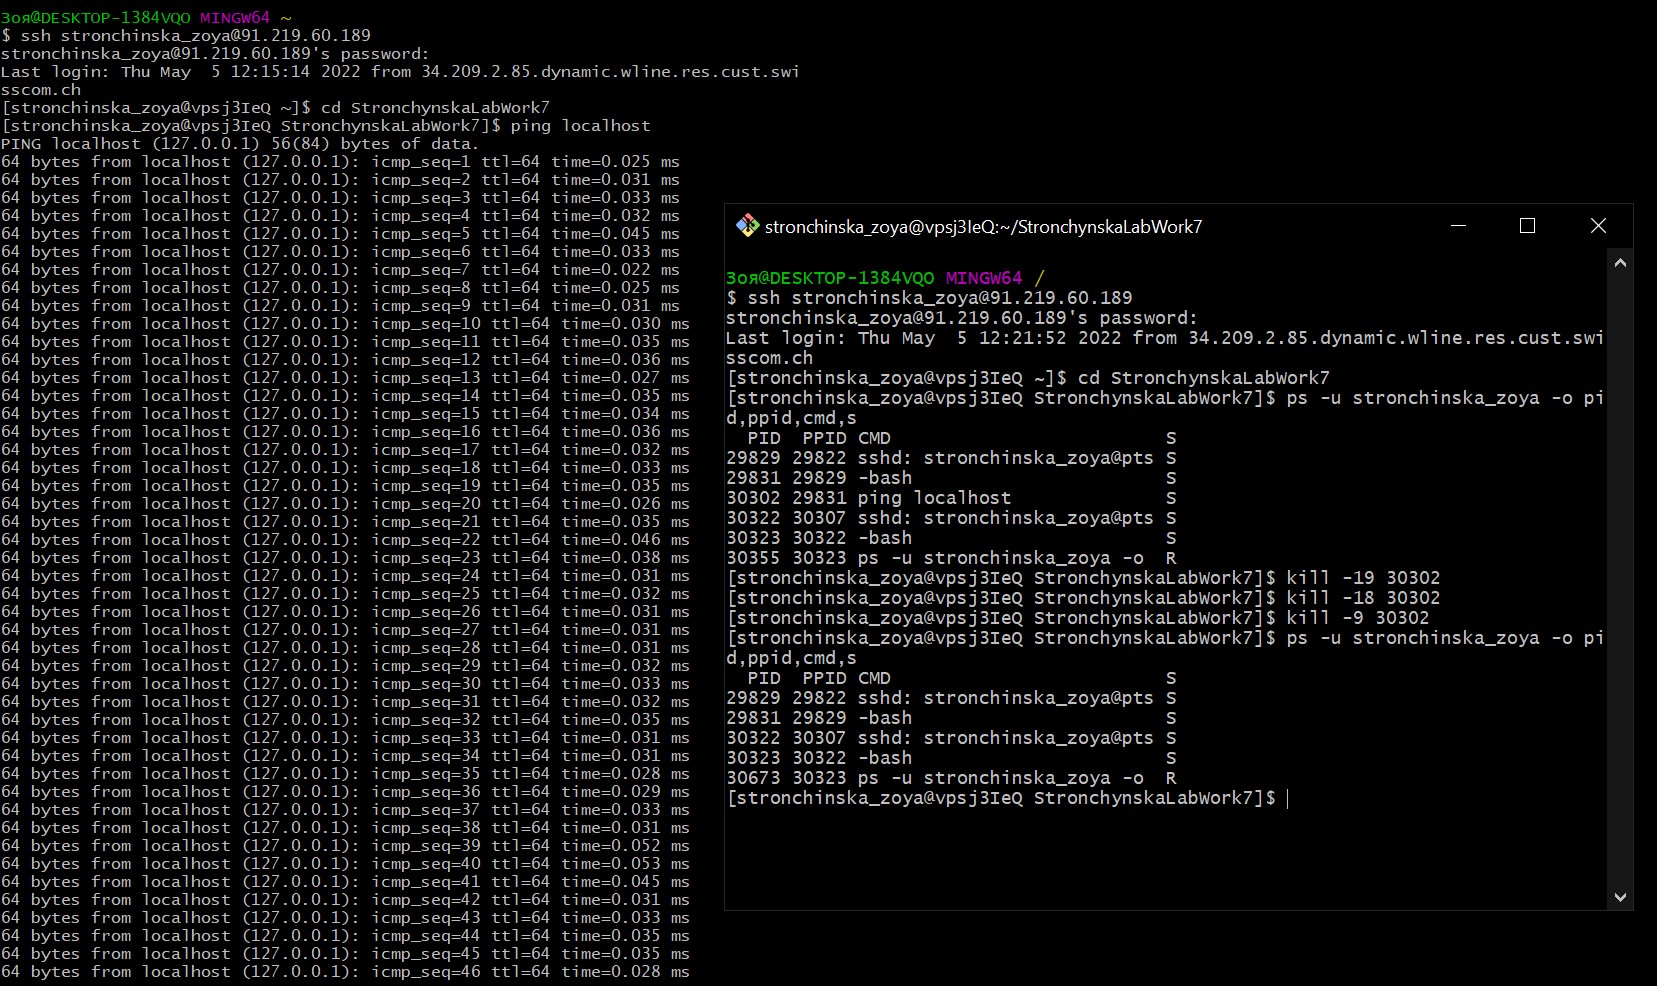 Зоя@DESKTOP-1384VQO MINGW64 ~
$ ssh stronchinska_zoya@91.219.60.189
stronchinska_zoya@91.219.60.189's password:
Last login: Thu May  5 12:15:14 2022 from 34.209.2.85.dynamic.wline.res.cust.swi
sscom.ch
[stronchinska_zoya@vpsj3IeQ ~]$ cd StronchynskaLabWork7
[stronchinska_zoya@vpsj3IeQ StronchynskaLabWork7]$ ping localhost
PING localhost (127.0.0.1) 56(84) bytes of data.
64 bytes from localhost (127.0.0.1): icmp_seq=1 ttl=64 time=0.025 ms
64 bytes from localhost (127.0.0.1): icmp_seq=2 ttl=64 time=0.031 ms
64 bytes from localhost (127.0.0.1): icmp_seq=3 ttl=64 time=0.033 ms
64 bytes from localhost (127.0.0.1): icmp_seq=4 ttl=64 time=0.032 ms
64 bytes from localhost (127.0.0.1): icmp_seq=5 ttl=64 time=0.045 ms
64 bytes from localhost (127.0.0.1): icmp_seq=6 ttl=64 time=0.033 ms
64 bytes from localhost (127.0.0.1): icmp_seq=7 ttl=64 time=0.022 ms
64 bytes from localhost (127.0.0.1): icmp_seq=8 ttl=64 time=0.025 ms
64 bytes from localhost (127.0.0.1): icmp_seq=9 ttl=64 time=0.031 ms
64 bytes from localhost (127.0.0.1): icmp_seq=10 ttl=64 time=0.030 ms
64 bytes from localhost (127.0.0.1): icmp_seq=11 ttl=64 time=0.035 ms
64 bytes from localhost (127.0.0.1): icmp_seq=12 ttl=64 time=0.036 ms
64 bytes from localhost (127.0.0.1): icmp_seq=13 ttl=64 time=0.027 ms
64 bytes from localhost (127.0.0.1): icmp_seq=14 ttl=64 time=0.035 ms
64 bytes from localhost (127.0.0.1): icmp_seq=15 ttl=64 time=0.034 ms
64 bytes from localhost (127.0.0.1): icmp_seq=16 ttl=64 time=0.036 ms
64 bytes from localhost (127.0.0.1): icmp_seq=17 ttl=64 time=0.032 ms
64 bytes from localhost (127.0.0.1): icmp_seq=18 ttl=64 time=0.033 ms
64 bytes from localhost (127.0.0.1): icmp_seq=19 ttl=64 time=0.035 ms
64 bytes from localhost (127.0.0.1): icmp_seq=20 ttl=64 time=0.026 ms
64 bytes from localhost (127.0.0.1): icmp_seq=21 ttl=64 time=0.035 ms
64 bytes from localhost (127.0.0.1): icmp_seq=22 ttl=64 time=0.046 ms
64 bytes from localhost (127.0.0.1): icmp_seq=23 ttl=64 time=0.038 ms
64 bytes from localhost (127.0.0.1): icmp_seq=24 ttl=64 time=0.031 ms
64 bytes from localhost (127.0.0.1): icmp_seq=25 ttl=64 time=0.032 ms
64 bytes from localhost (127.0.0.1): icmp_seq=26 ttl=64 time=0.031 ms
64 bytes from localhost (127.0.0.1): icmp_seq=27 ttl=64 time=0.031 ms
64 bytes from localhost (127.0.0.1): icmp_seq=28 ttl=64 time=0.031 ms
64 bytes from localhost (127.0.0.1): icmp_seq=29 ttl=64 time=0.032 ms
64 bytes from localhost (127.0.0.1): icmp_seq=30 ttl=64 time=0.033 ms
64 bytes from localhost (127.0.0.1): icmp_seq=31 ttl=64 time=0.032 ms
64 bytes from localhost (127.0.0.1): icmp_seq=32 ttl=64 time=0.035 ms
64 bytes from localhost (127.0.0.1): icmp_seq=33 ttl=64 time=0.031 ms
64 bytes from localhost (127.0.0.1): icmp_seq=34 ttl=64 time=0.031 ms
64 bytes from localhost (127.0.0.1): icmp_seq=35 ttl=64 time=0.028 ms
64 bytes from localhost (127.0.0.1): icmp_seq=36 ttl=64 time=0.029 ms
64 bytes from localhost (127.0.0.1): icmp_seq=37 ttl=64 time=0.033 ms
64 bytes from localhost (127.0.0.1): icmp_seq=38 ttl=64 time=0.031 ms
64 bytes from localhost (127.0.0.1): icmp_seq=39 ttl=64 time=0.052 ms
64 bytes from localhost (127.0.0.1): icmp_seq=40 ttl=64 time=0.053 ms
64 bytes from localhost (127.0.0.1): icmp_seq=41 ttl=64 time=0.045 ms
64 bytes from localhost (127.0.0.1): icmp_seq=42 ttl=64 time=0.031 ms
64 bytes from localhost (127.0.0.1): icmp_seq=43 ttl=64 time=0.033 ms
64 bytes from localhost (127.0.0.1): icmp_seq=44 ttl=64 time=0.035 ms
64 bytes from localhost (127.0.0.1): icmp_seq=45 ttl=64 time=0.035 ms
64 bytes from localhost (127.0.0.1): icmp_seq=46 ttl=64 time=0.028 ms
stronchinska_zoya@vpsj3IeQ:~/StronchynskaLabWork7
Зоя@DESKTOP-1384VQO MINGW64 /
$ ssh stronchinska_zoya@91.219.60.189
stronchinska_zoya@91.219.60.189's password:
Last login: Thu May  5 12:21:52 2022 from 34.209.2.85.dynamic.wline.res.cust.swi
sscom.ch
[stronchinska_zoya@vpsj3IeQ ~]$ cd StronchynskaLabWork7
[stronchinska_zoya@vpsj3IeQ StronchynskaLabWork7]$ ps -u stronchinska_zoya -o pi
d,ppid,cmd,s
  PID  PPID CMD                         S
29829 29822 sshd: stronchinska_zoya@pts S
29831 29829 -bash                       S
30302 29831 ping localhost              S
30322 30307 sshd: stronchinska_zoya@pts S
30323 30322 -bash                       S
30355 30323 ps -u stronchinska_zoya -o  R
[stronchinska_zoya@vpsj3IeQ StronchynskaLabWork7]$ kill -19 30302
[stronchinska_zoya@vpsj3IeQ StronchynskaLabWork7]$ kill -18 30302
[stronchinska_zoya@vpsj3IeQ StronchynskaLabWork7]$ kill -9 30302
[stronchinska_zoya@vpsj3IeQ StronchynskaLabWork7]$ ps -u stronchinska_zoya -o pi
d,ppid,cmd,s
  PID  PPID CMD                         S
29829 29822 sshd: stronchinska_zoya@pts S
29831 29829 -bash                       S
30322 30307 sshd: stronchinska_zoya@pts S
30323 30322 -bash                       S
30673 30323 ps -u stronchinska_zoya -o  R
[stronchinska_zoya@vpsj3IeQ StronchynskaLabWork7]$